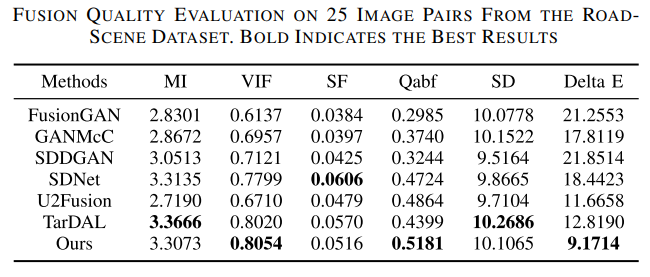 FUSION QUALITY EVALUATION ON 25 IMAGE PAIRS FROM THE ROAD-
SCENE DATASET. BOLD INDICATES THE BEST RESULTS
Methods MI VIF SF Qabf SD Delta E
FusionGAN 2.8301 0.6137 0.0384 0.2985 10.0778 21.2553
GANMcC 2.8672 0.6957 0.0397 0.3740 10.1522 17.8119
SDDGAN 3.0513 0.7121 0.0425 0.3244 9.5164 21.8514
SDNet 3.3135 0.7799 0.0606 0.4724 9.8665 18.4423
U2Fusion 2.7190 0.6710 0.0479 0.4864 9.7104 11.6658
TarDAL 3.3666 0.8020 0.0570 0.4399 10.2686 12.8190
Ours 3.3073 0.8054 0.0516 0.5181 10.1065 9.1714